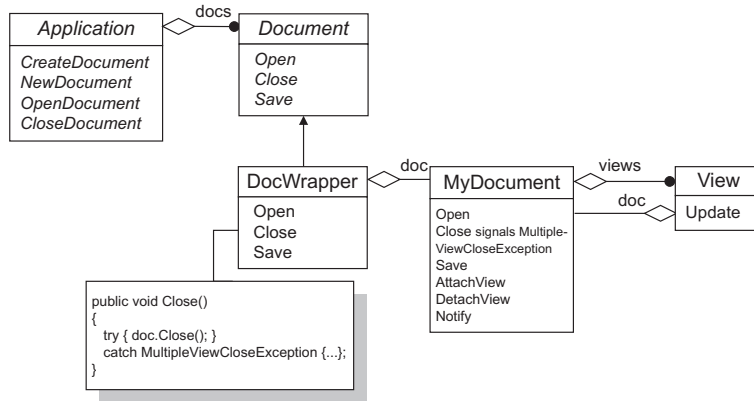 Application
CreateDocument
NewDocument
OpenDocument
CloseDocument
docs
Document
Open
Close
Save
DocWrapper
Open
Close
Save
doc
MyDocument
Open
Close signals Multiple-
ViewCloseException
Save
AttachView
DetachView
Notify
views
doc
View
Update
public void Close()
{
try { doc.Close(); }
catch MultipleViewCloseException {...};
}